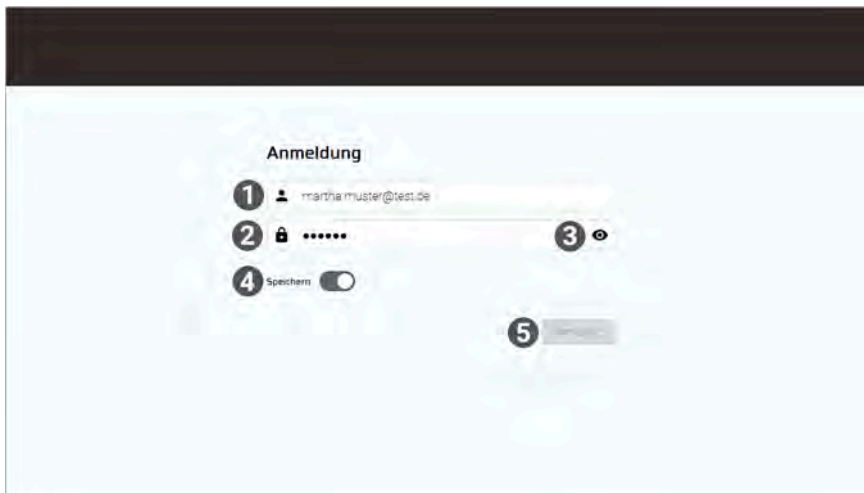 Anmeldung
1 martha.muster@test.de
2 •••••• 3
4 Speichern
5